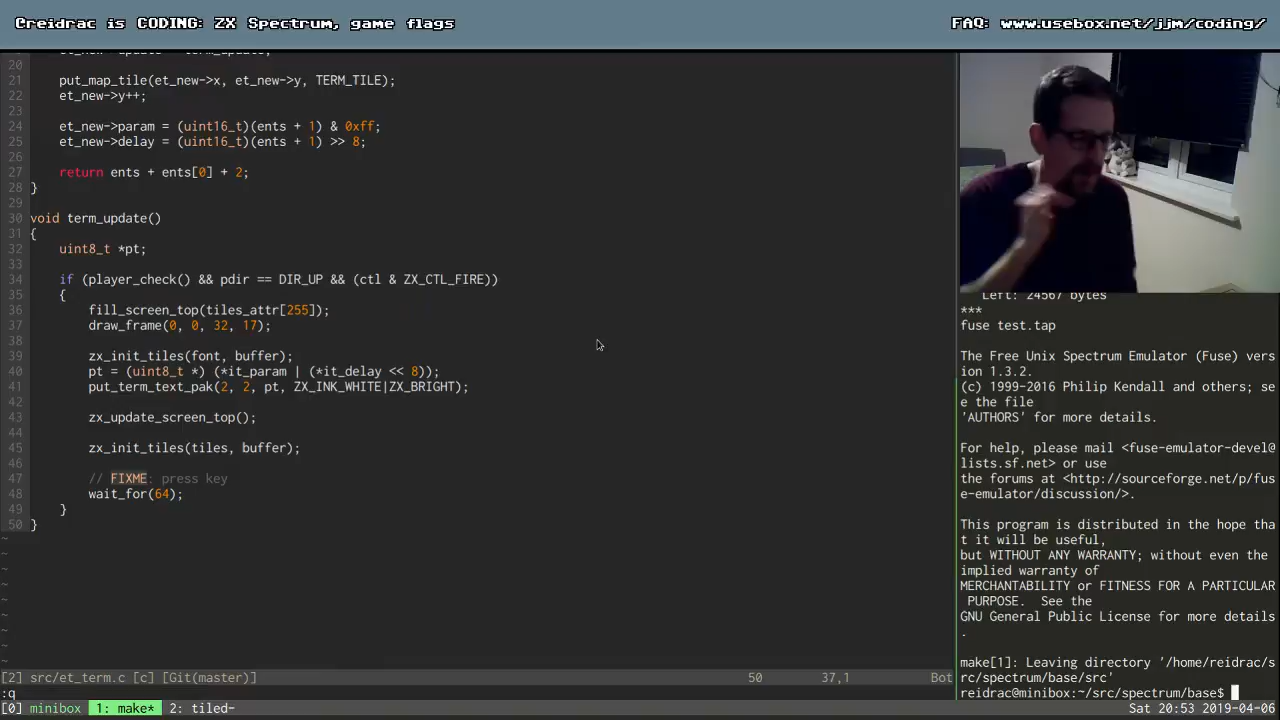 Creidrac is CODING: ZX Spectrum, game flags
FAQ: www.usebox.net/jjm/coding/
20
21 put_map_tile(et_new->x, et_new->y, TERM_TILE);
22 et_new->y++;
23
24 et_new->param = (uint16_t)(ents + 1) & 0xff;
25 et_new->delay = (uint16_t)(ents + 1) >> 8;
26
27 return ents + ents[0] + 2;
28 }
29
30 void term_update()
31 {
32 uint8_t *pt;
33
34 if (player_check() && pdir == DIR_UP && (ctl & ZX_CTL_FIRE))
35 {
36 fill_screen_top(tiles_attr[255]);
37 draw_frame(0, 0, 32, 17);
38
39 zx_init_tiles(font, buffer);
40 pt = (uint8_t *) (*it_param | (*it_delay << 8));
41 put_term_text_pak(2, 2, pt, ZX_INK_WHITE|ZX_BRIGHT);
42
43 zx_update_screen_top();
44
45 zx_init_tiles(tiles, buffer);
46
47 // FIXME: press key
48 wait_for(64);
49 }
50 }
~
~
~
~
~
~
~
~
~
[2] src/et_term.c [c] [Git(master)] 50 37,1 Bot
:q
Left: 24567 bytes
***
fuse test.tap
The Free Unix Spectrum Emulator (Fuse) vers
ion 1.3.2.
(c) 1999-2016 Philip Kendall and others; se
e the file
'AUTHORS' for more details.
For help, please mail <fuse-emulator-devel@
lists.sf.net> or use
the forums at <http://sourceforge.net/p/fus
e-emulator/discussion/>.
This program is distributed in the hope tha
t it will be useful,
but WITHOUT ANY WARRANTY; without even the
implied warranty of
MERCHANTABILITY or FITNESS FOR A PARTICULAR
PURPOSE. See the
GNU General Public License for more details
.
make[1]: Leaving directory '/home/reidrac/s
rc/spectrum/base/src'
reidrac@minibox:~/src/spectrum/base$
[0] minibox 1: make* 2: tiled- Sat 20:53 2019-04-06